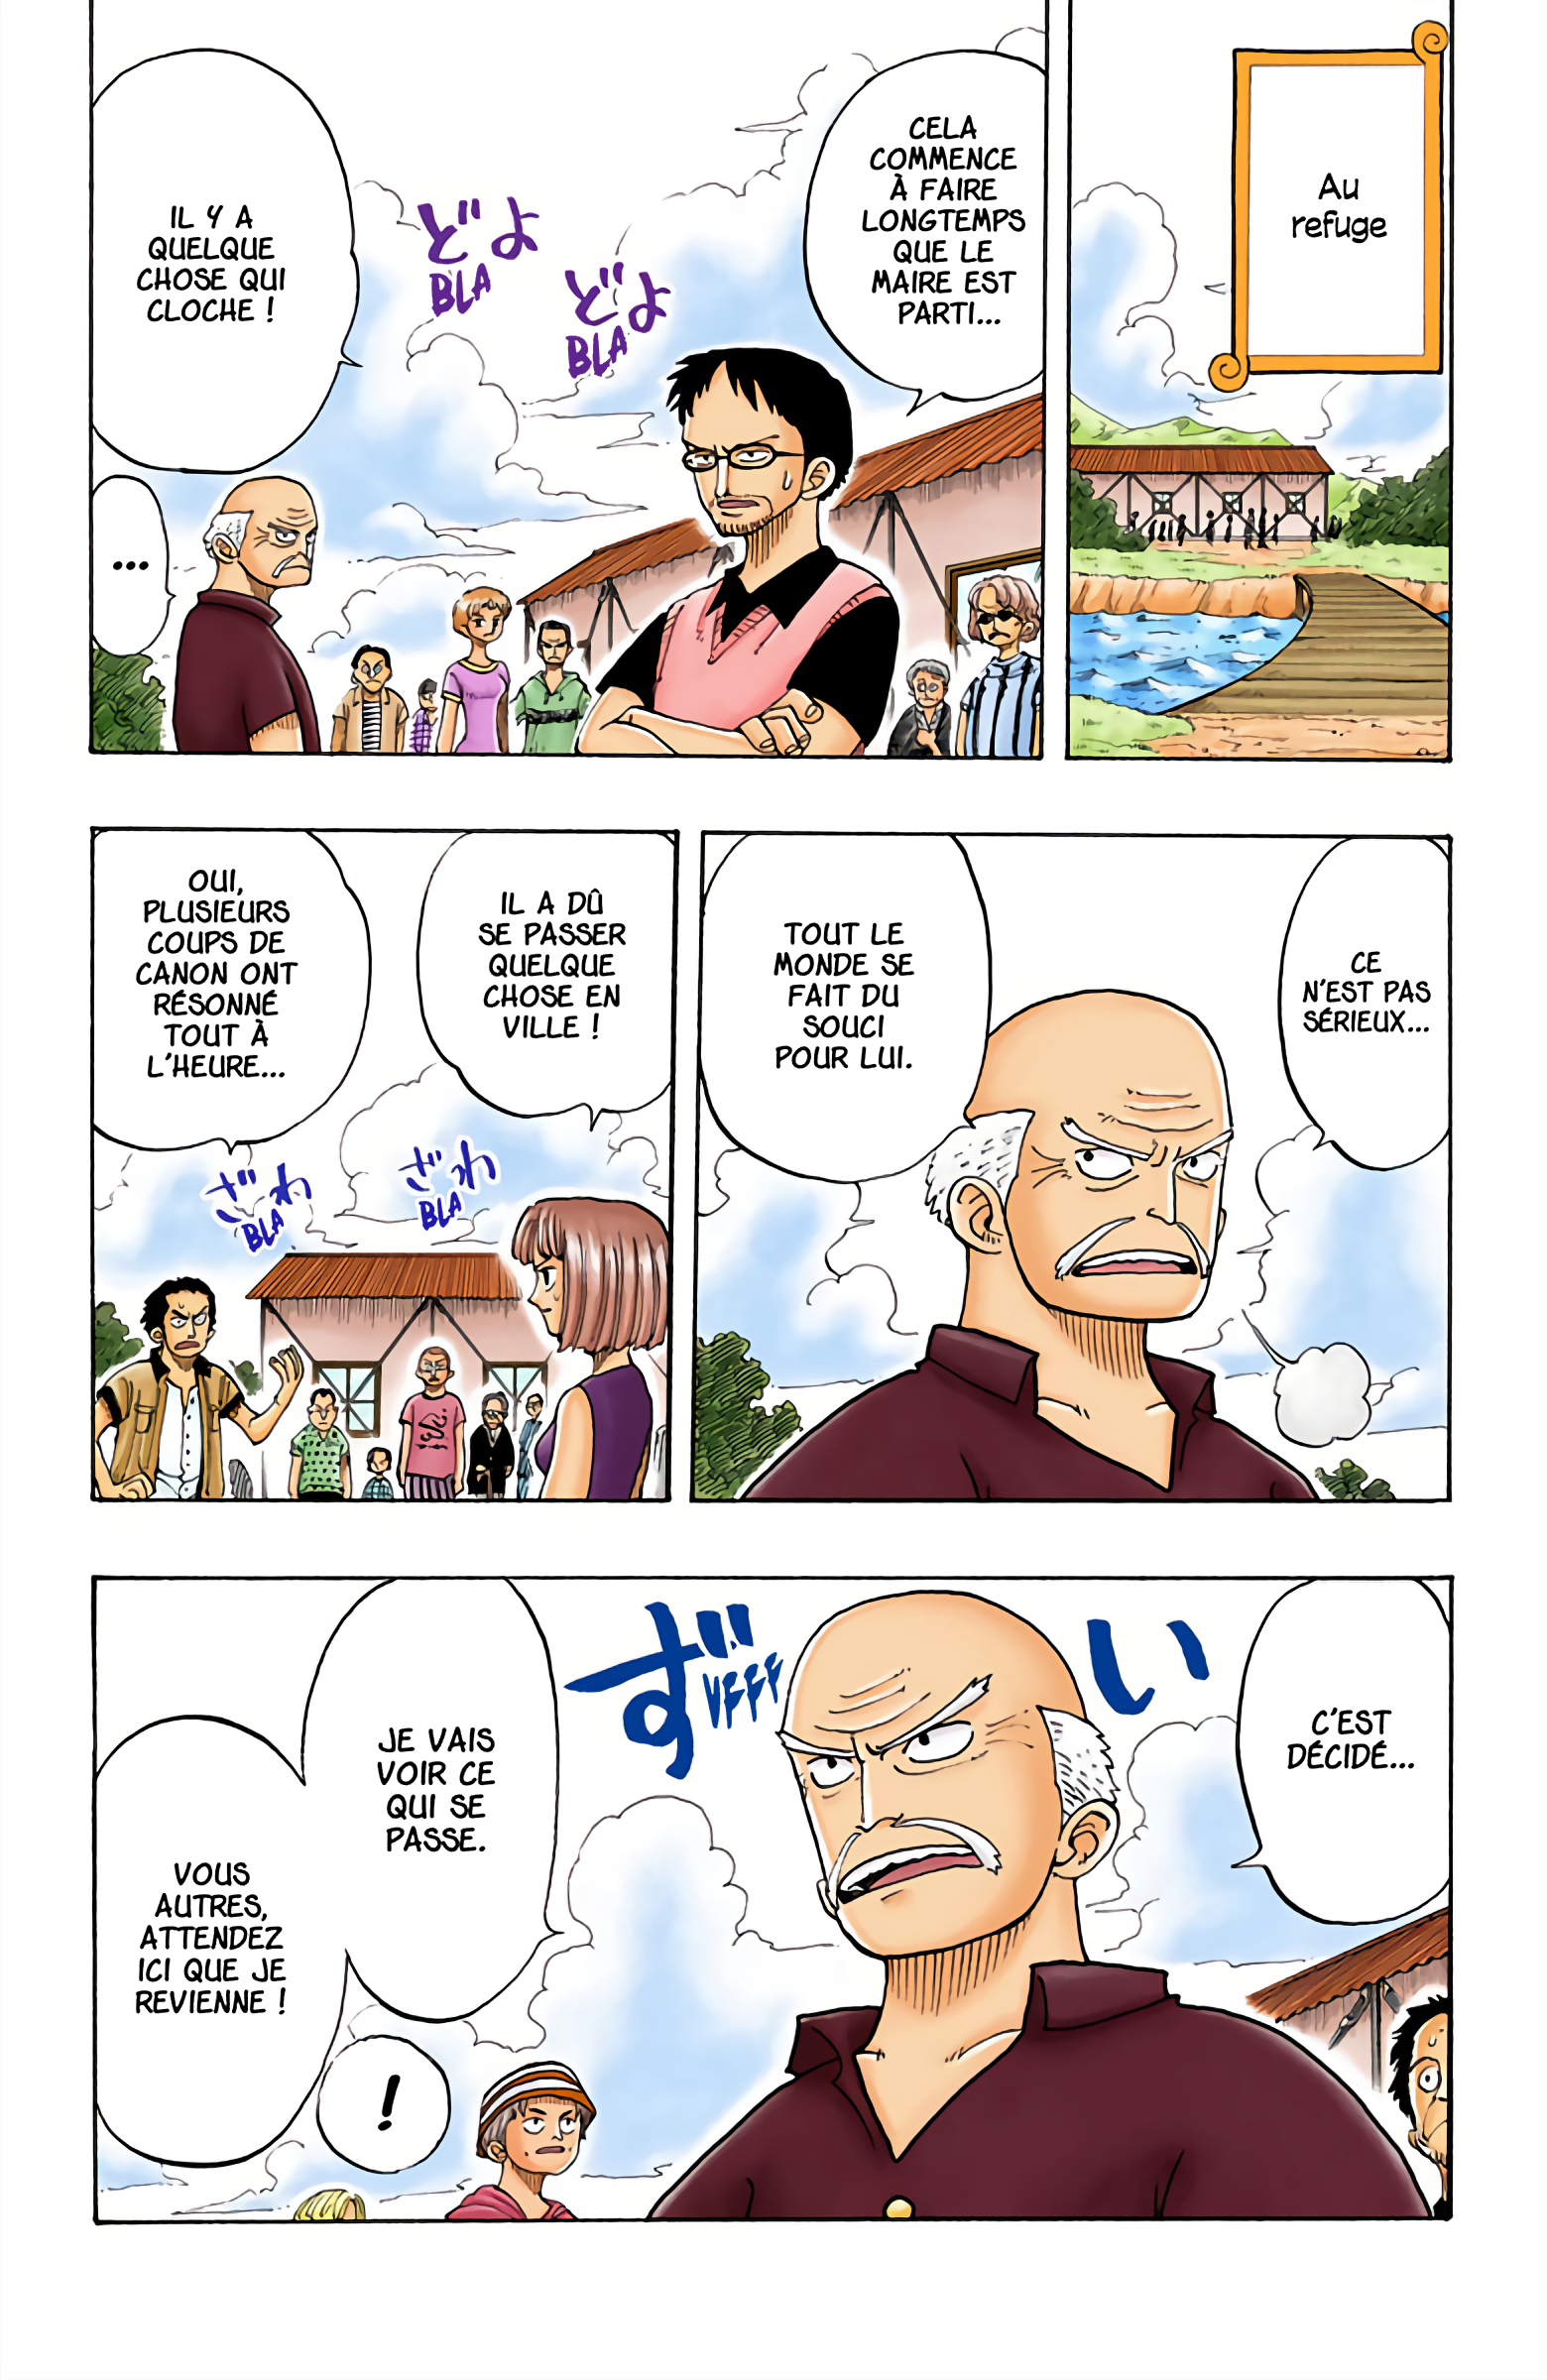 Au
refuge
CELA
COMMENCE
À FAIRE
LONGTEMPS
QUE LE
MAIRE EST
PARTI...
どよ
BLA
どよ
BLA
IL Y A
QUELQUE
CHOSE QUI
CLOCHE !
...
CE
N'EST PAS
SÉRIEUX...
TOUT LE
MONDE SE
FAIT DU
SOUCI
POUR LUI.
IL A DÛ
SE PASSER
QUELQUE
CHOSE EN
VILLE !
OUI,
PLUSIEURS
COUPS DE
CANON ONT
RÉSONNÉ
TOUT À
L'HEURE...
ざわ
BLA
ざわ
BLA
C'EST
DÉCIDÉ...
ずい
VFFF
JE VAIS
VOIR CE
QUI SE
PASSE.
VOUS
AUTRES,
ATTENDEZ
ICI QUE JE
REVIENNE !
!